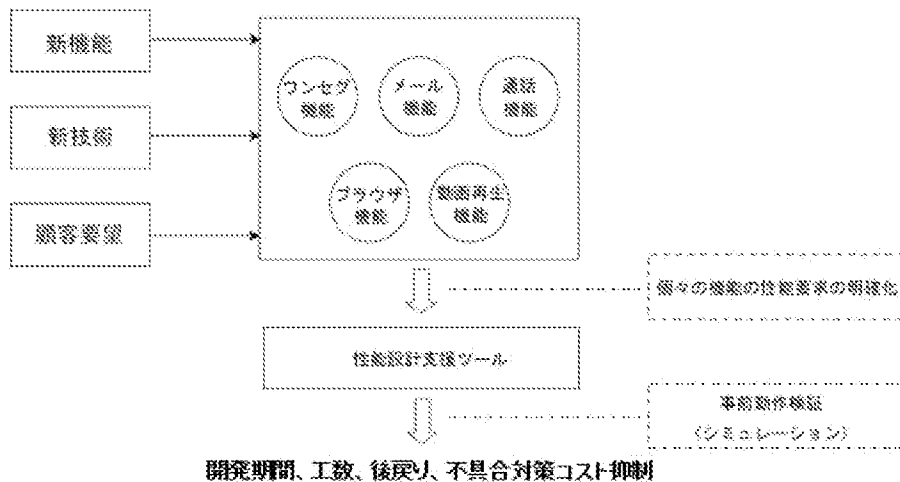 新機能
新技術
顧客要望
ワンセグ
機能
メール
機能
通話
機能
ブラウザ
機能
動画再生
機能
個々の機能の性能要求の明確化
性能設計支援ツール
事前動作検証
(シミュレーション)
開発期間、工数、後戻り、不具合対策コスト抑制